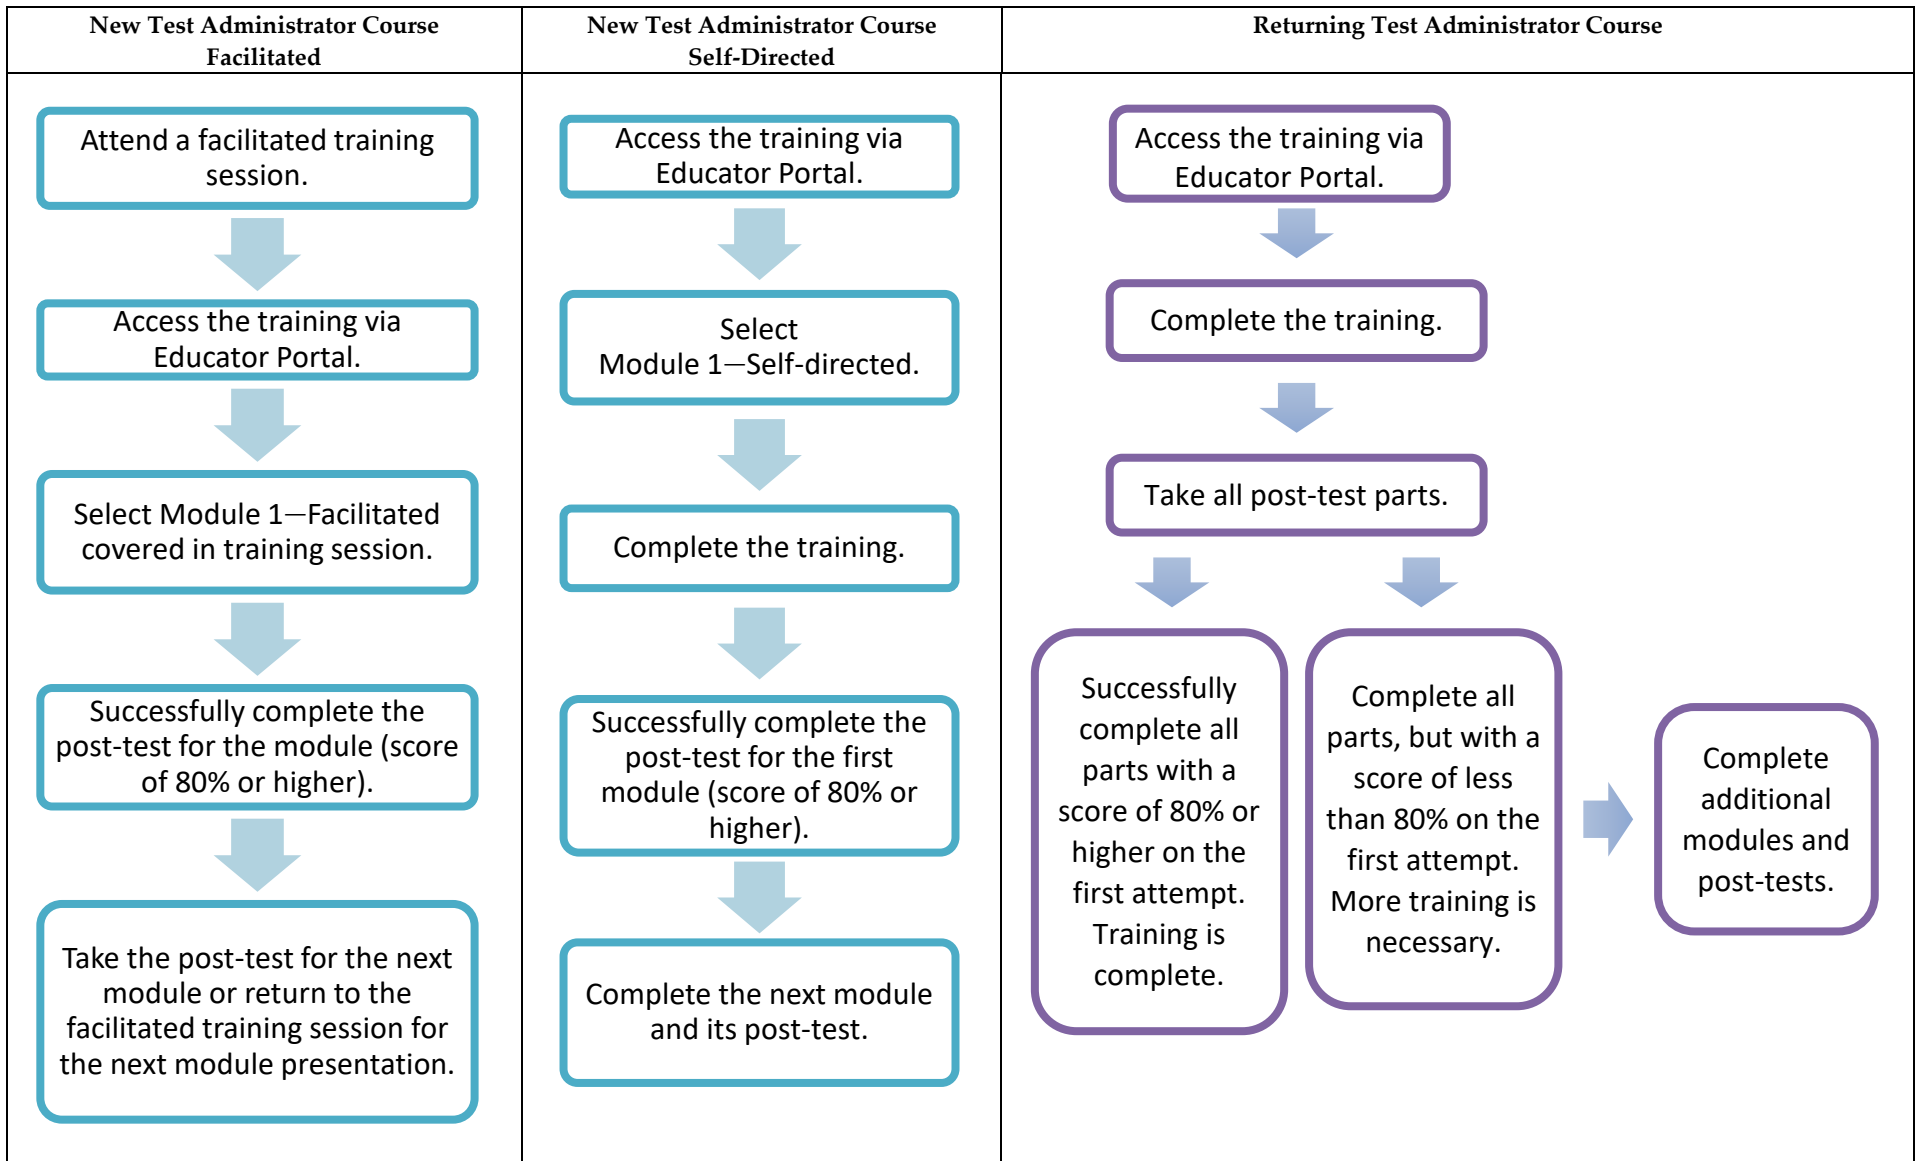 New Test Administrator Course
Facilitated
New Test Administrator Course
Self-Directed
Returning Test Administrator Course
Attend a facilitated training
session.
Access the training via
Educator Portal.
Select Module 1—Facilitated
covered in training session.
Successfully complete the
post-test for the module (score
of 80% or higher).
Take the post-test for the next
module or return to the
facilitated training session for
the next module presentation.
Access the training via
Educator Portal.
Select
Module 1—Self-directed.
Complete the training.
Successfully complete the
post-test for the first
module (score of 80% or
higher).
Complete the next module
and its post-test.
Access the training via
Educator Portal.
Complete the training.
Take all post-test parts.
Successfully
complete all
parts with a
score of 80% or
higher on the
first attempt.
Training is
complete.
Complete all
parts, but with a
score of less
than 80% on the
first attempt.
More training is
necessary.
Complete
additional
modules and
post-tests.